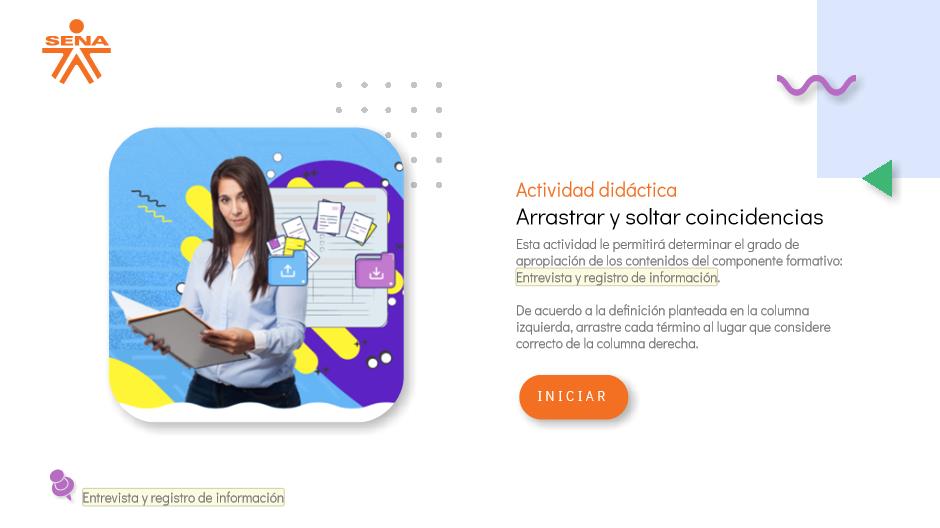 SENA
Actividad didáctica
Arrastrar y soltar coincidencias
Esta actividad le permitirá determinar el grado de
apropiación de los contenidos del componente formativo:
Entrevista y registro de información.
De acuerdo a la definición planteada en la columna
izquierda, arrastre cada término al lugar que considere
correcto de la columna derecha.
INICIAR
Entrevista y registro de información